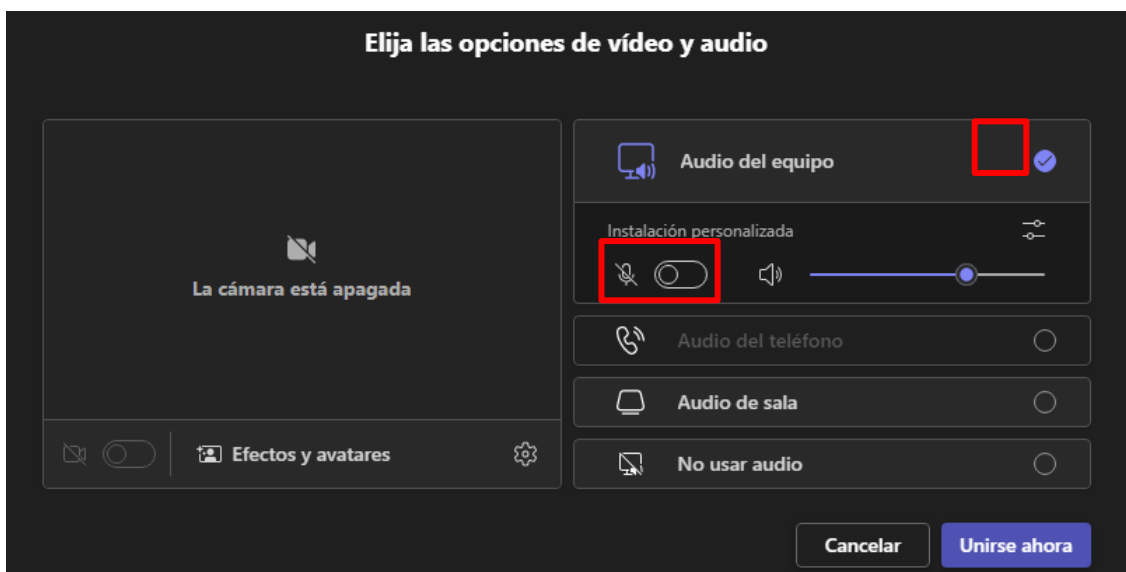 Elija las opciones de vídeo y audio
La cámara está apagada
Efectos y avatares
Audio del equipo
Instalación personalizada
Audio del teléfono
Audio de sala
No usar audio
Cancelar
Unirse ahora